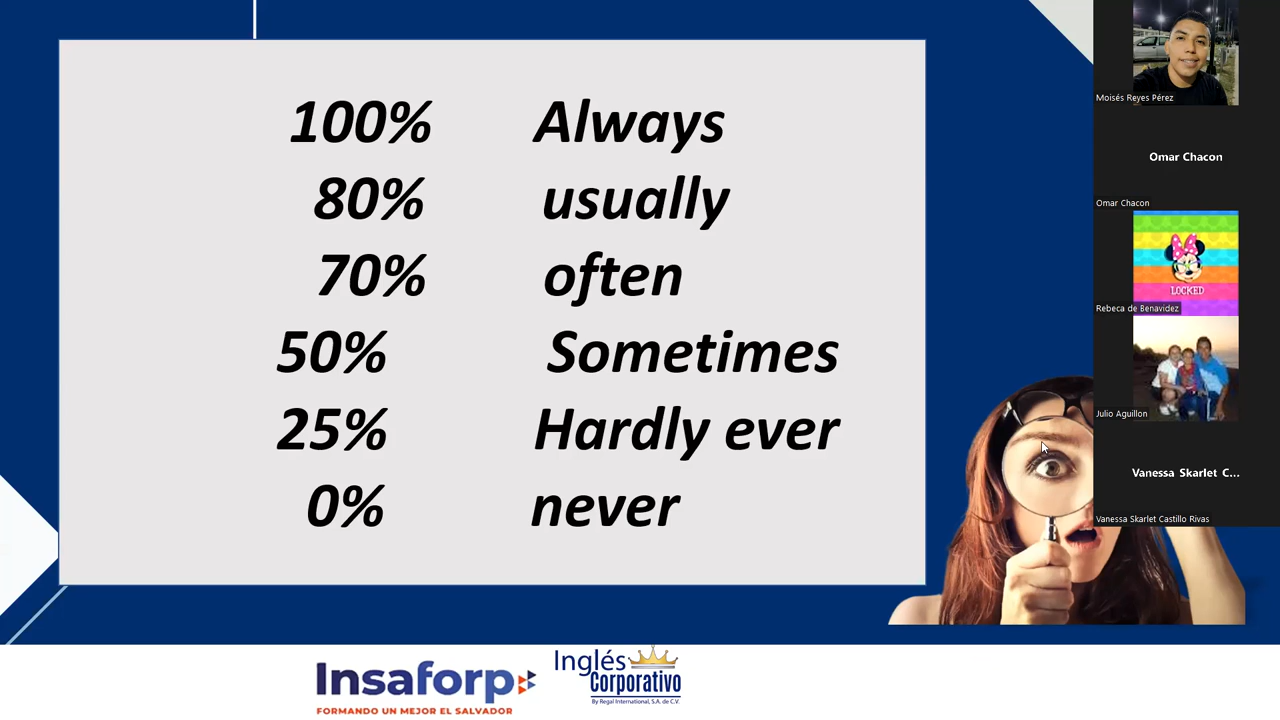 100% Always
80% usually
70% often
50% Sometimes
25% Hardly ever
0% never
Moisés Reyes Pérez
Omar Chacon
Omar Chacon
LOCKED
Rebeca de Benavidez
Julio Aguillon
Vanessa Skarlet C...
Vanessa Skarlet Castillo Rivas
Insaforp
FORMANDO UN MEJOR EL SALVADOR
Inglés
Corporativo
By Regal International, S.A. de C.V.